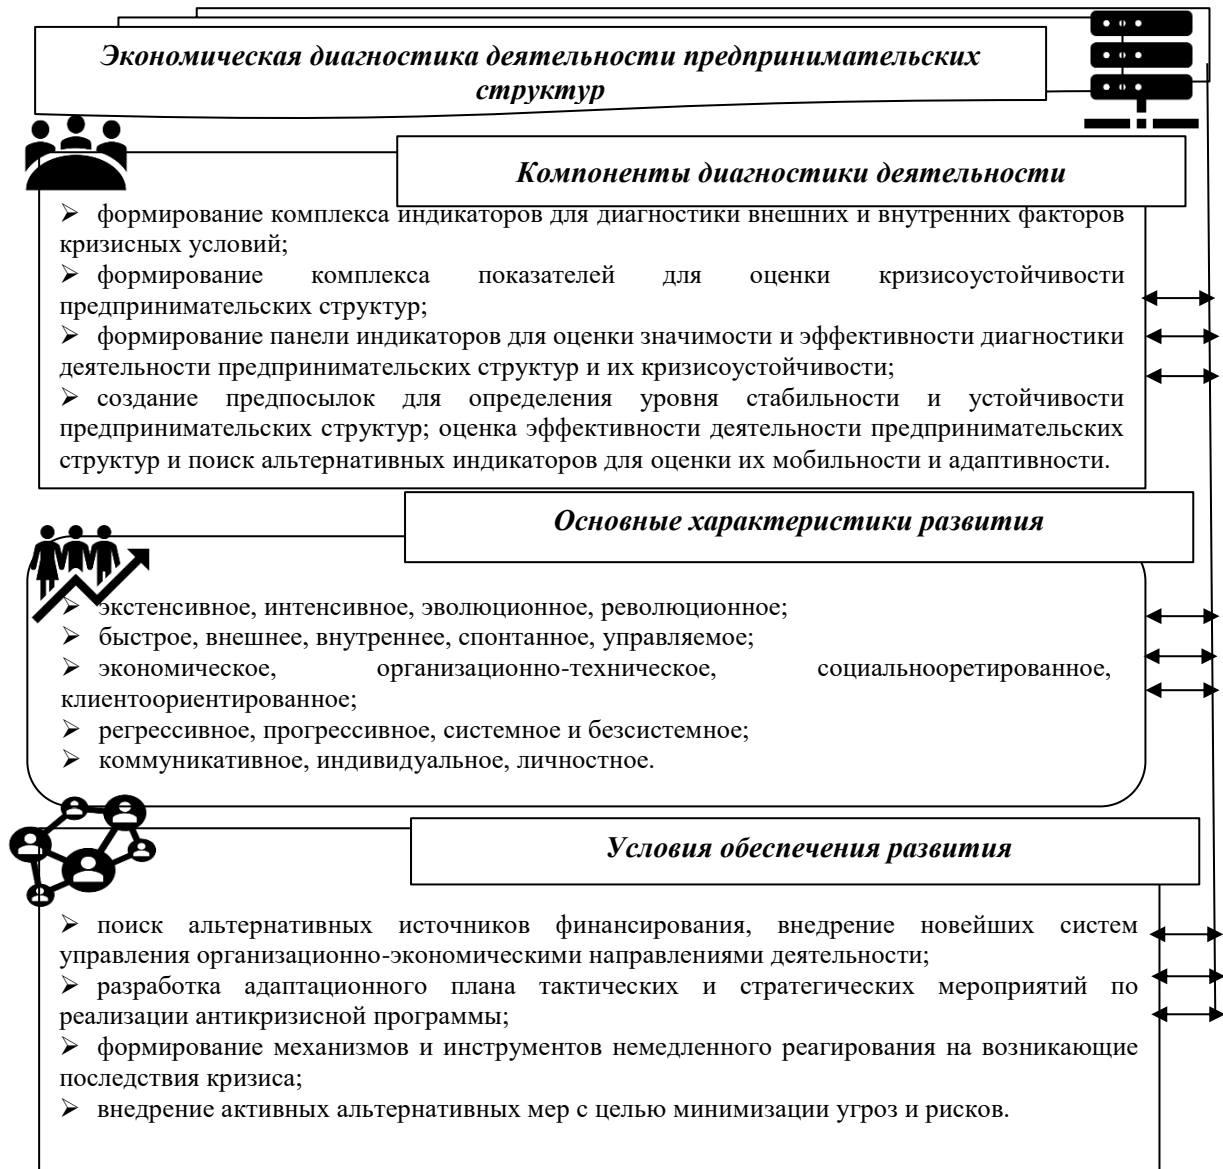 Экономическая диагностика деятельности предпринимательских
структур
Компоненты диагностики деятельности
➢ формирование комплекса индикаторов для диагностики внешних и внутренних факторов
кризисных условий;
➢ формирование комплекса показателей для оценки кризисоустойчивости
предпринимательских структур;
➢ формирование панели индикаторов для оценки значимости и эффективности диагностики
деятельности предпринимательских структур и их кризисоустойчивости;
➢ создание предпосылок для определения уровня стабильности и устойчивости
предпринимательских структур; оценка эффективности деятельности предпринимательских
структур и поиск альтернативных индикаторов для оценки их мобильности и адаптивности.
Основные характеристики развития
➢ экстенсивное, интенсивное, эволюционное, революционное;
➢ быстрое, внешнее, внутреннее, спонтанное, управляемое;
➢ экономическое, организационно-техническое, социальнооретированное,
клиентоориентированное;
➢ регрессивное, прогрессивное, системное и безсистемное;
➢ коммуникативное, индивидуальное, личностное.
Условия обеспечения развития
➢ поиск альтернативных источников финансирования, внедрение новейших систем
управления организационно-экономическими направлениями деятельности;
➢ разработка адаптационного плана тактических и стратегических мероприятий по
реализации антикризисной программы;
➢ формирование механизмов и инструментов немедленного реагирования на возникающие
последствия кризиса;
➢ внедрение активных альтернативных мер с целью минимизации угроз и рисков.